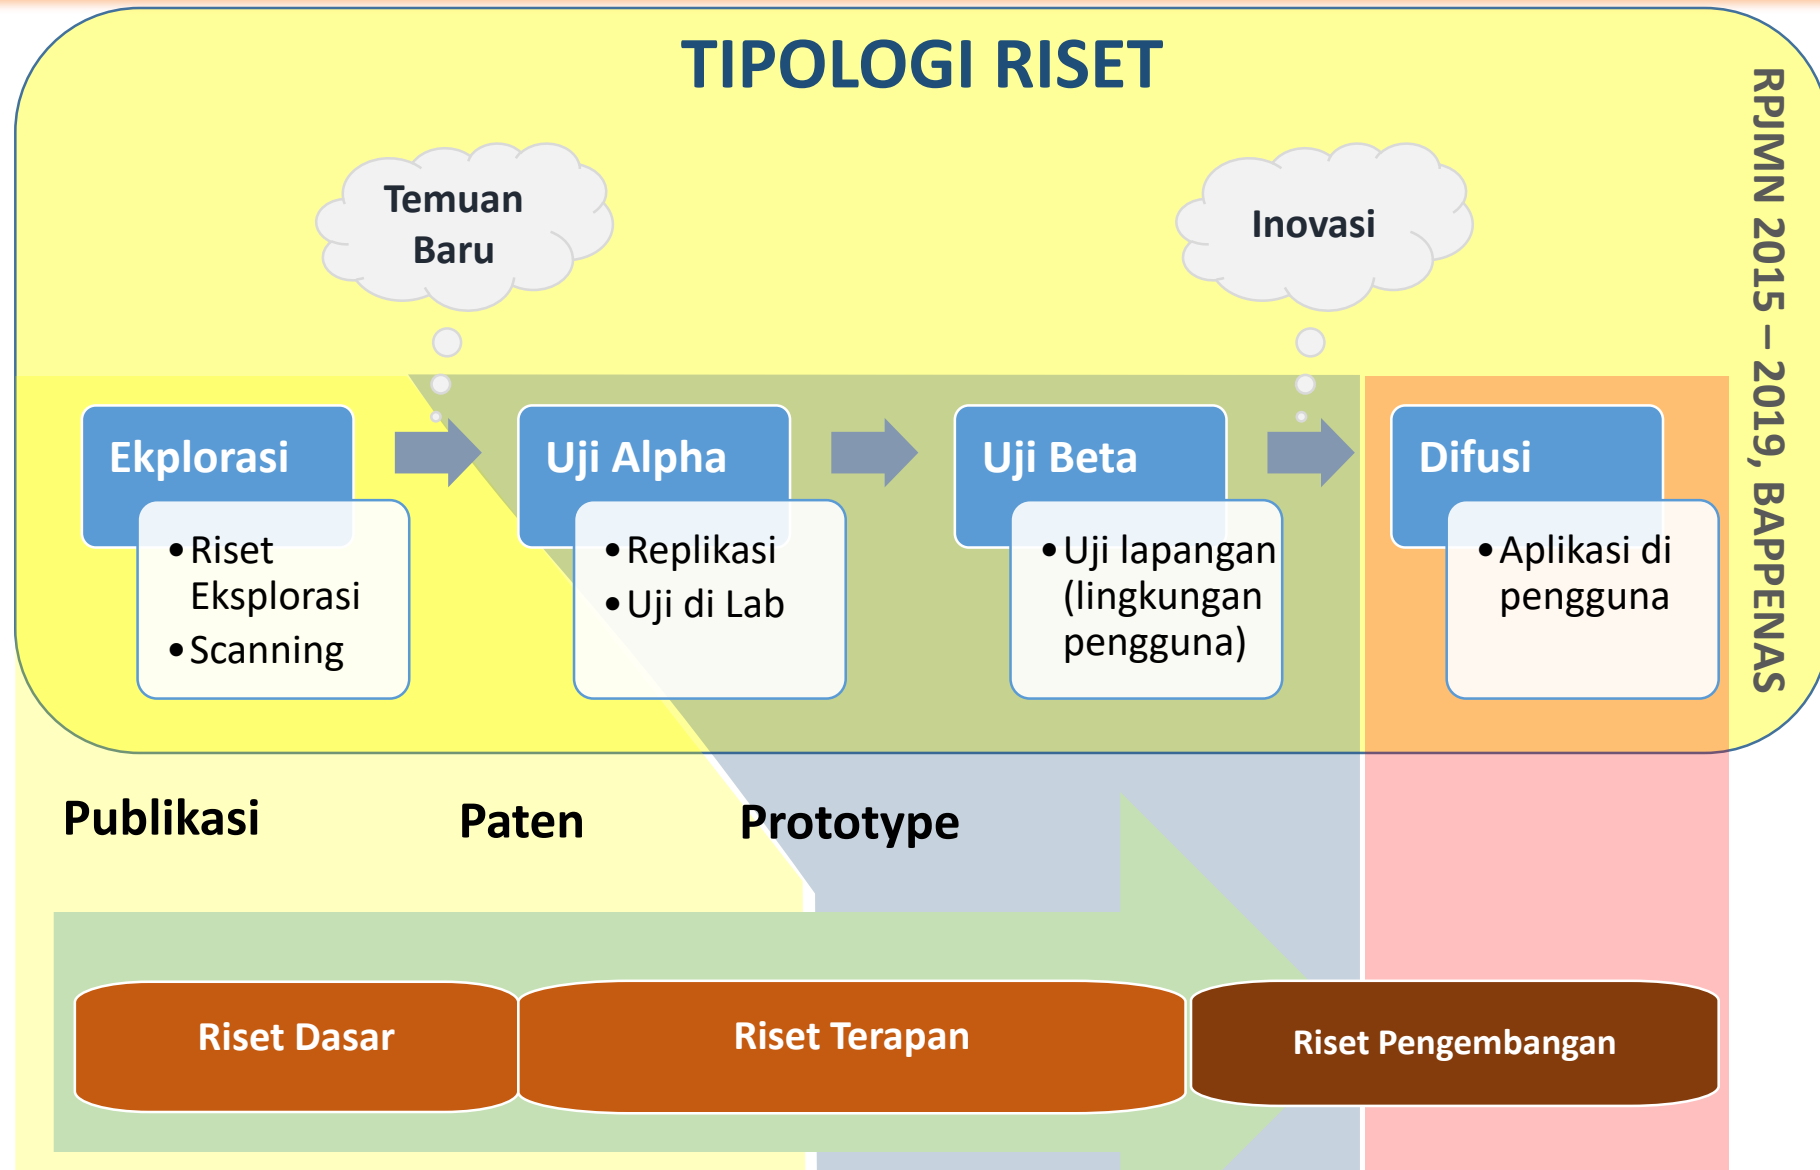 TIPOLOGI RISET
RPJMN 2015 – 2019, BAPPENAS
Temuan
Baru
Inovasi
Ekplorasi
•Riset
Eksplorasi
•Scanning
Uji Alpha
•Replikasi
•Uji di Lab
Uji Beta
•Uji lapangan
(lingkungan
pengguna)
Difusi
•Aplikasi di
pengguna
Publikasi
Paten
Prototype
Riset Dasar
Riset Terapan
Riset Pengembangan